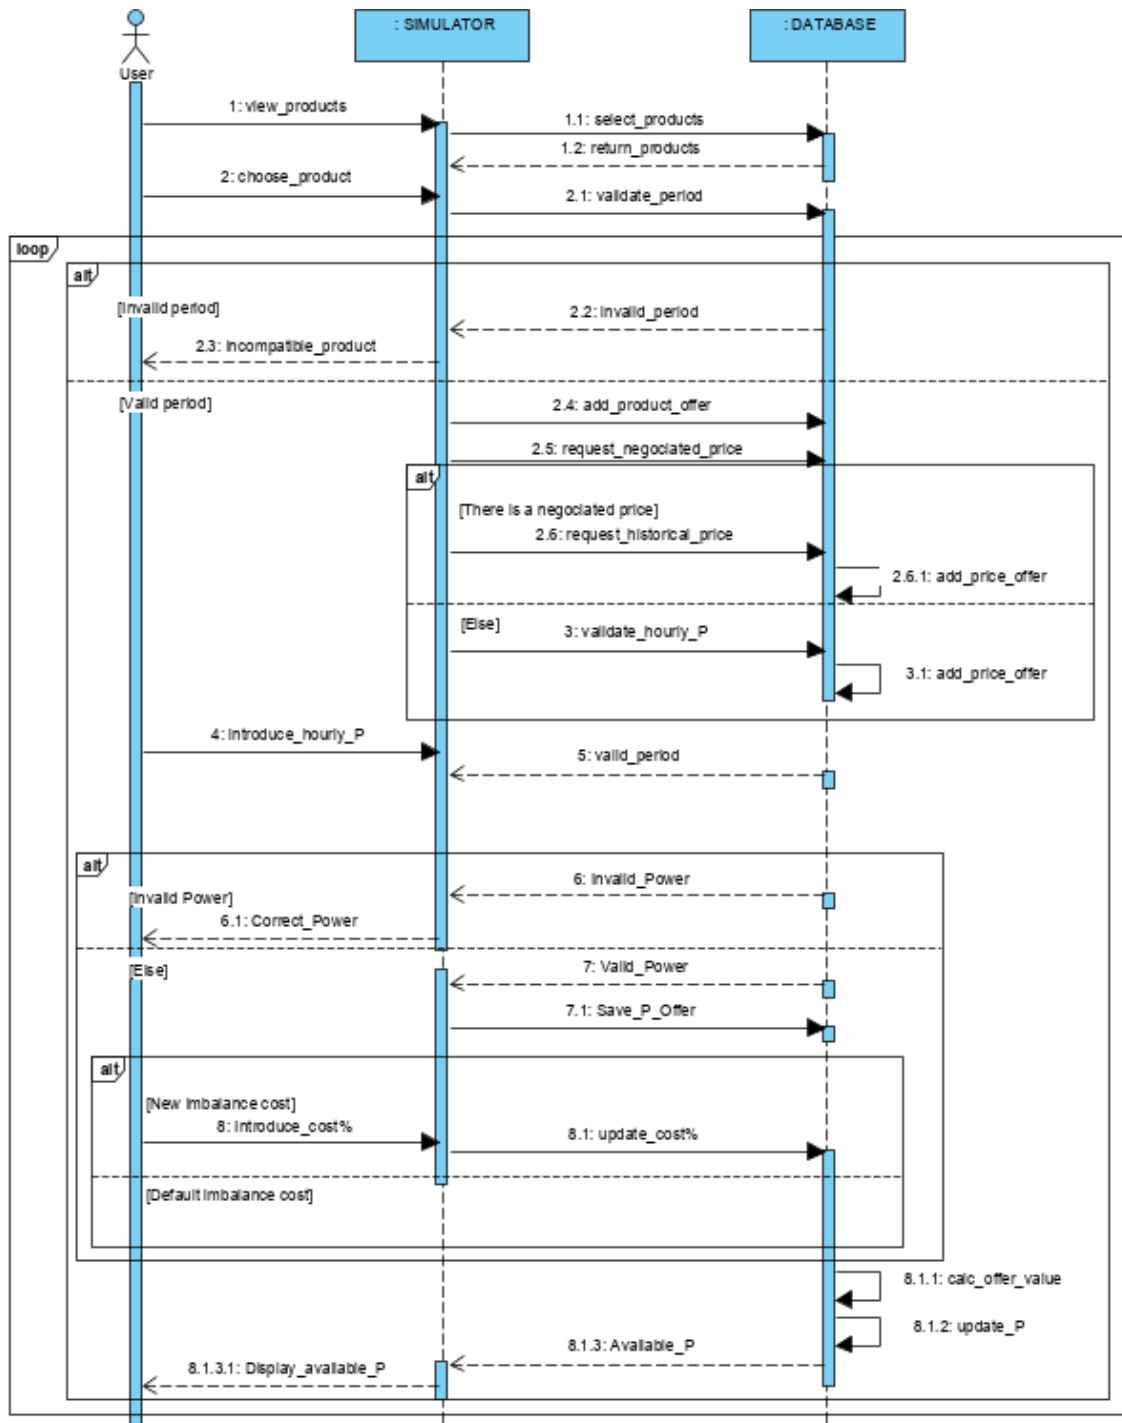 : SIMULATOR
: DATABASE
User
1: view_products
1.1: select_products
1.2: return_products
2: choose_product
2.1: validate_period
loop
alt
[Invalid period]
2.2: Invalid_period
2.3: Incompatible_product
[Valid period]
2.4: add_product_offer
2.5: request_negociated_price
alt
[There is a negociated price]
2.6: request_historical_price
2.6.1: add_price_offer
[Else]
3: validate_hourly_P
3.1: add_price_offer
4: Introduce_hourly_P
5: valid_period
alt
6: Invalid_Power
[Invalid Power]
6.1: Correct_Power
[Else]
7: Valid_Power
7.1: Save_P_Offer
alt
[New Imbalance cost]
8: Introduce_cost%
8.1: update_cost%
[Default Imbalance cost]
8.1.1: calc_offer_value
8.1.2: update_P
8.1.3: Available_P
8.1.3.1: Display_available_P